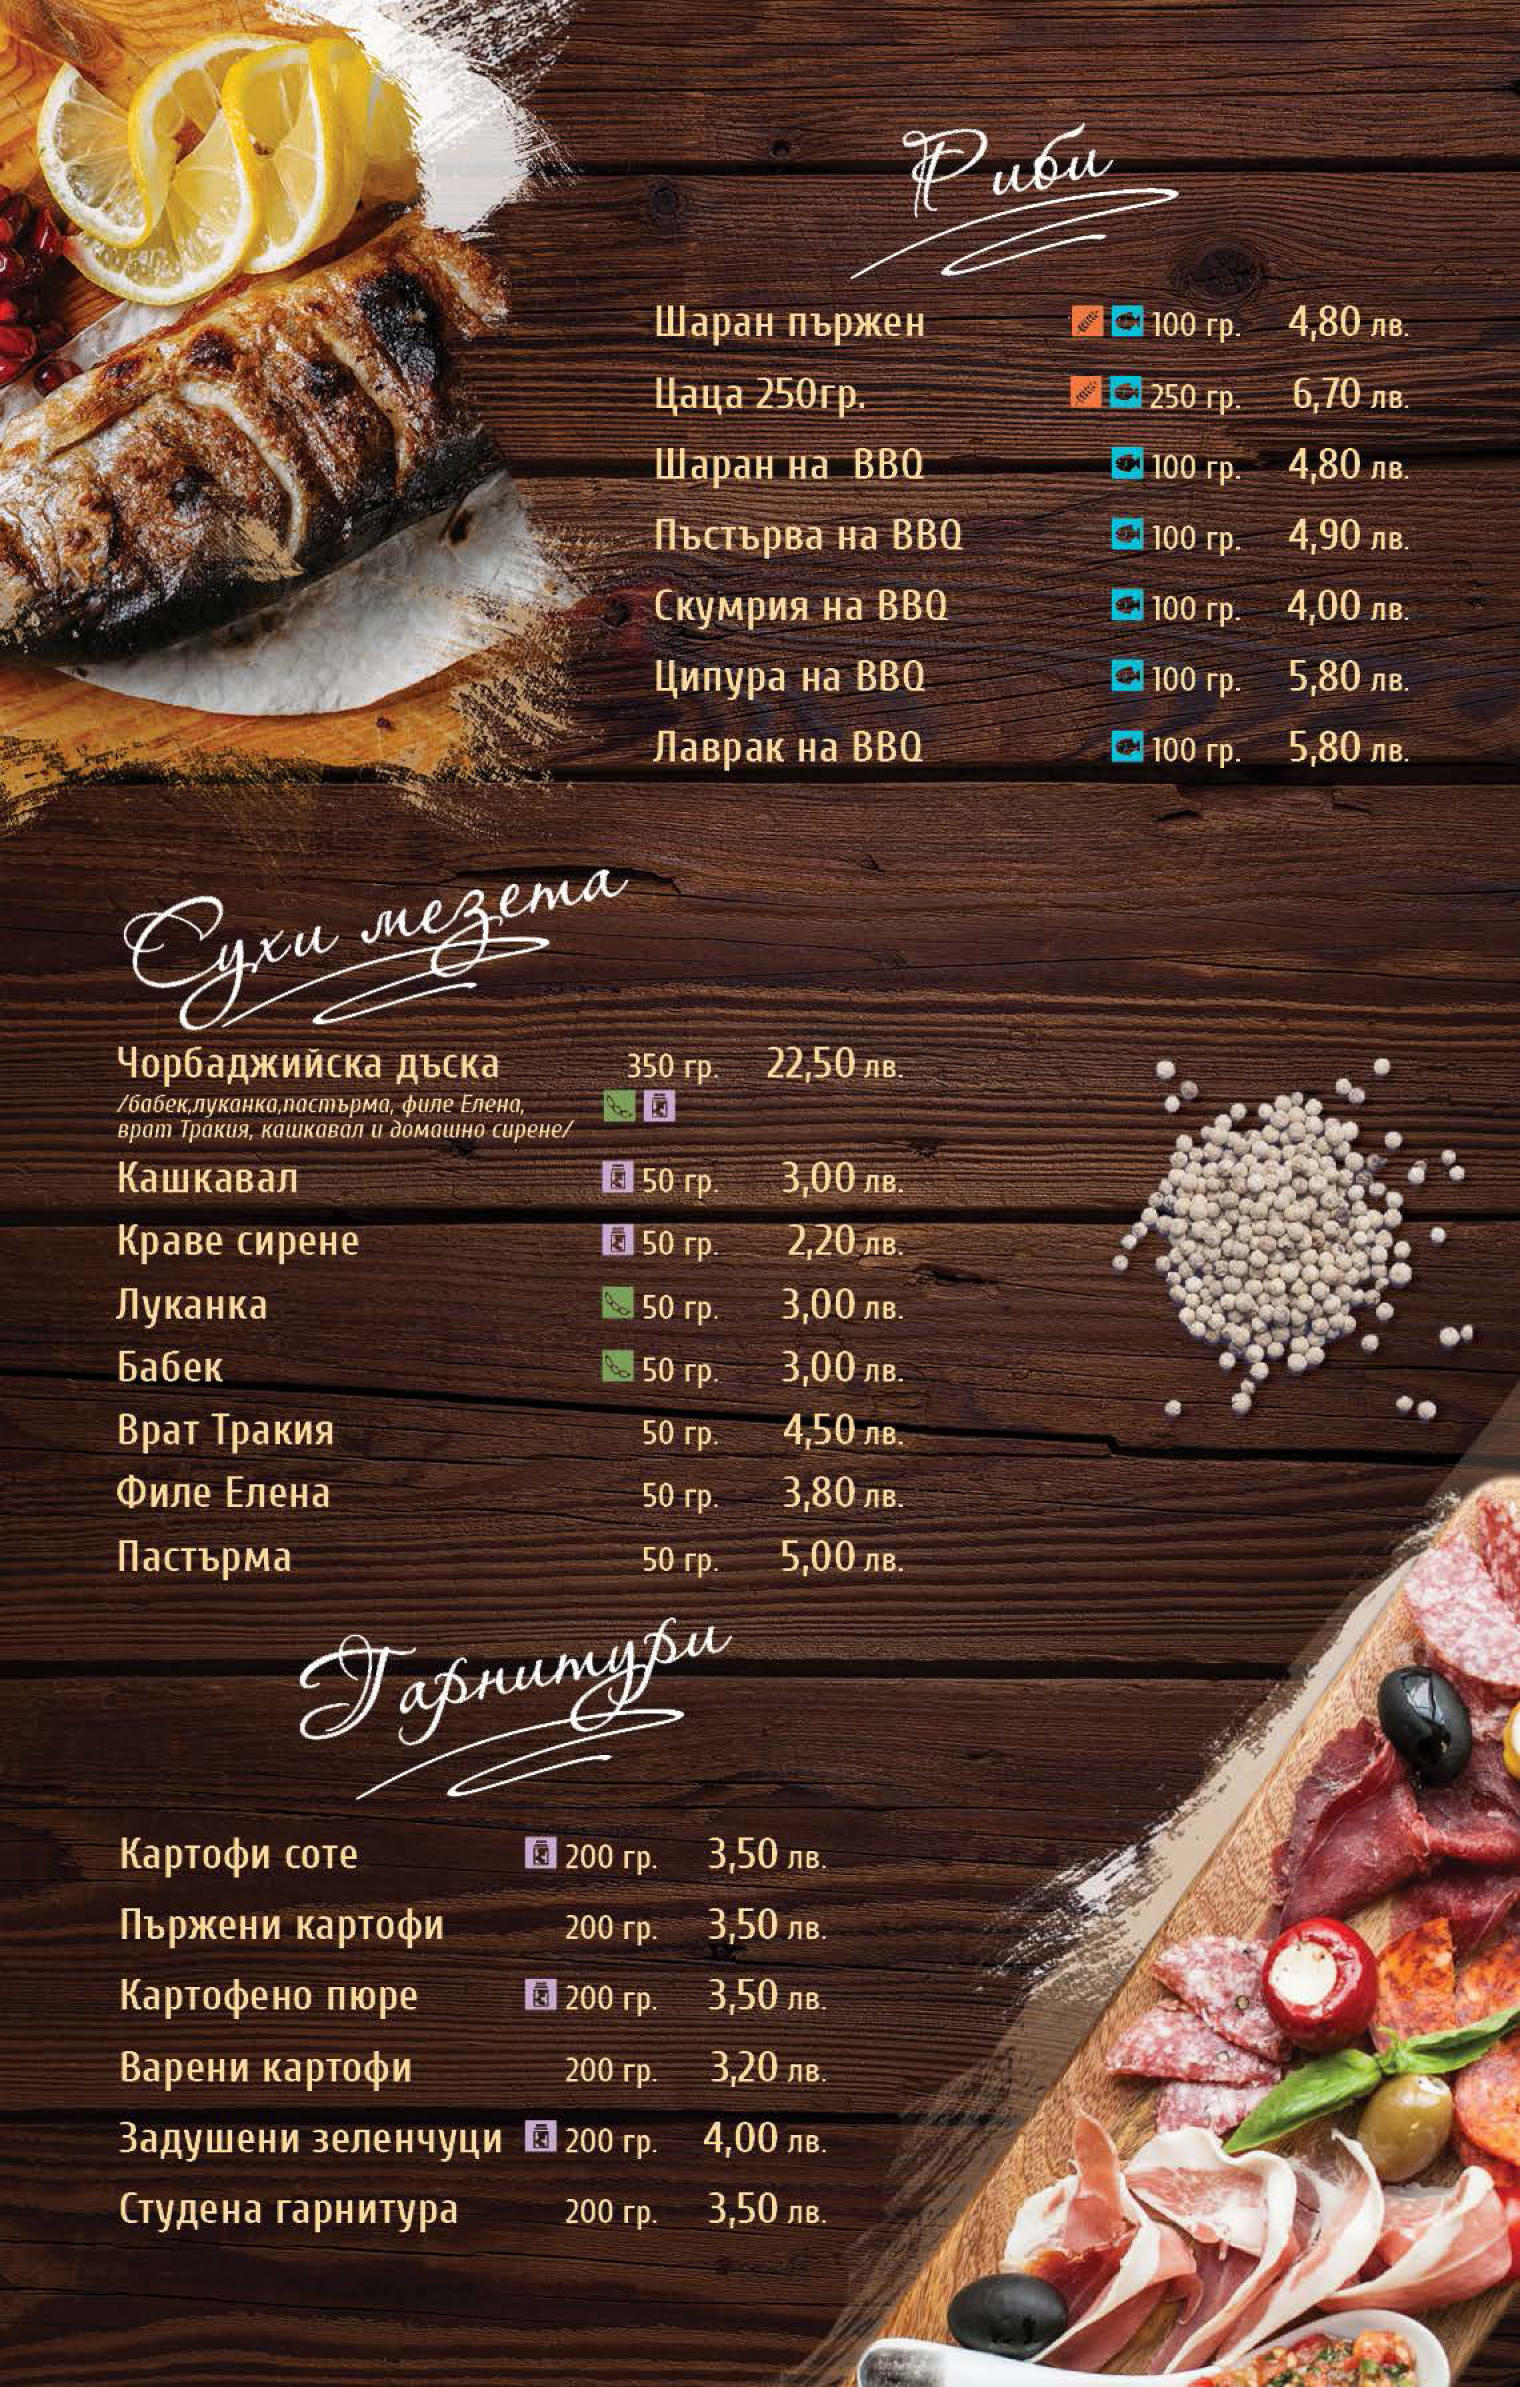 Риби
Шаран пържен 100 гр. 4,80 лв.
Цаца 250гр. 250 гр. 6,70 лв.
Шаран на BBQ 100 гр. 4,80 лв.
Пъстърва на BBQ 100 гр. 4,90 лв.
Скумрия на BBQ 100 гр. 4,00 лв.
Ципура на BBQ 100 гр. 5,80 лв.
Лаврак на BBQ 100 гр. 5,80 лв.
Сухи мезета
Чорбаджийска дъска 350 гр. 22,50 лв.
/бабек,луканка,пастърма, филе Елена,
врат Тракия, кашкавал и домашно сирене/
Кашкавал 50 гр. 3,00 лв.
Краве сирене 50 гр. 2,20 лв.
Луканка 50 гр. 3,00 лв.
Бабек 50 гр. 3,00 лв.
Врат Тракия 50 гр. 4,50 лв.
Филе Елена 50 гр. 3,80 лв.
Пастърма 50 гр. 5,00 лв.
Гарнитури
Картофи соте 200 гр. 3,50 лв.
Пържени картофи 200 гр. 3,50 лв.
Картофено пюре 200 гр. 3,50 лв.
Варени картофи 200 гр. 3,20 лв.
Задушени зеленчуци 200 гр. 4,00 лв.
Студена гарнитура 200 гр. 3,50 лв.